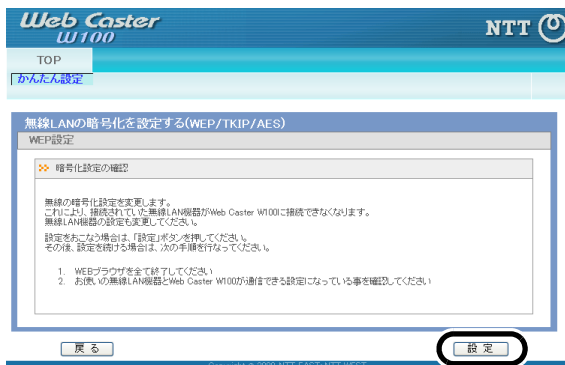 Web Caster
W100
NTT
TOP
かんたん設定
無線LANの暗号化を設定する(WEP/TKIP/AES)
WEP設定
暗号化設定の確認
無線の暗号化設定を変更します。
これにより、接続されていた無線LAN機器がWeb Caster W100に接続できなくなります。
無線LAN機器の設定も変更してください。
設定をおこなう場合は、「設定」ボタンを押してください。
その後、設定を続ける場合は、次の手順を行なってください。
1. WEBブラウザを全て終了してください
2. お使いの無線LAN機器とWeb Caster W100が通信できる設定になっている事を確認してください
戻る
設定